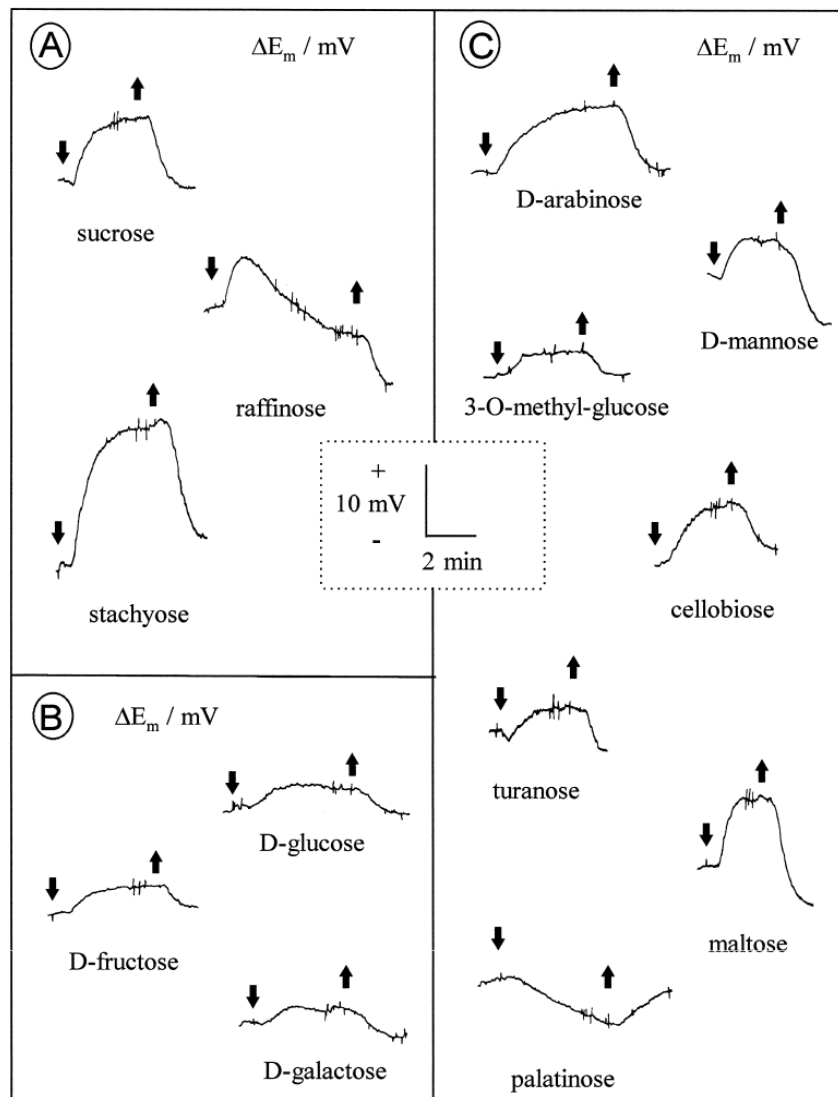 A
ΔEm / mV
sucrose
raffinose
stachyose
B
ΔEm / mV
D-glucose
D-fructose
D-galactose
C
ΔEm / mV
D-arabinose
D-mannose
3-O-methyl-glucose
cellobiose
turanose
maltose
palatinose
+
10 mV
-
2 min